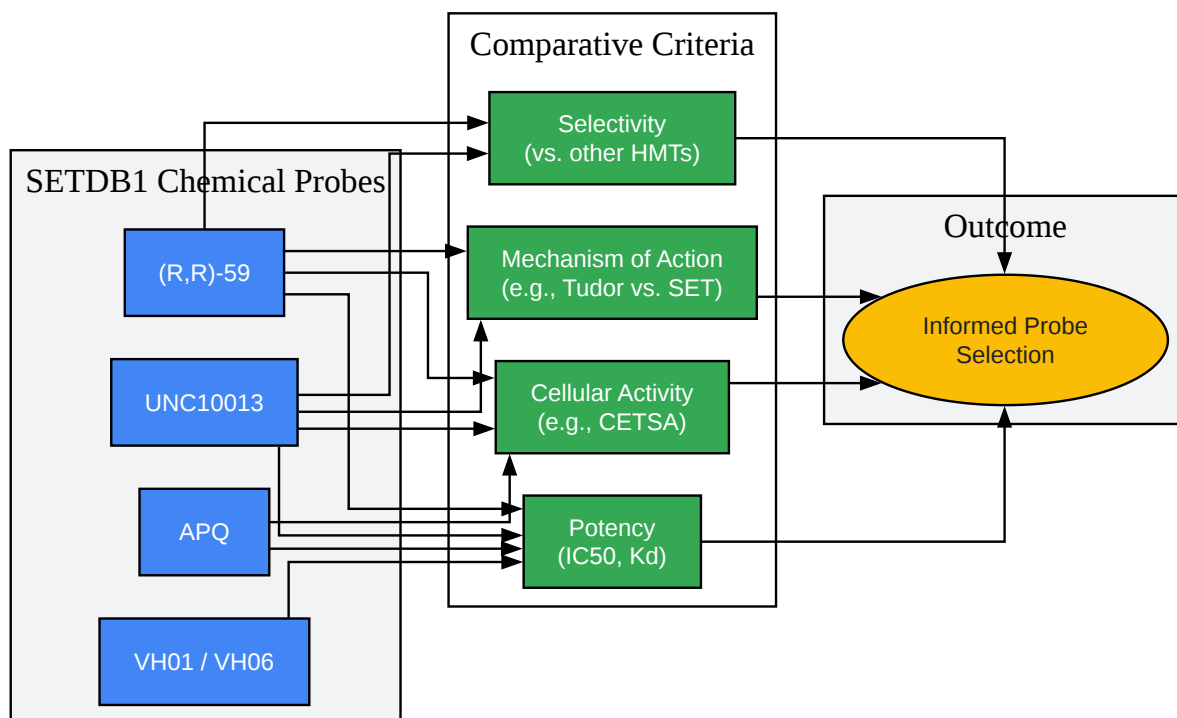 SETDB1 Chemical Probes
(R,R)-59
UNC10013
APQ
VH01 / VH06
Comparative Criteria
Selectivity
(vs. other HMTs)
Mechanism of Action
(e.g., Tudor vs. SET)
Cellular Activity
(e.g., CETSA)
Potency
(IC50, Kd)
Outcome
Informed Probe
Selection